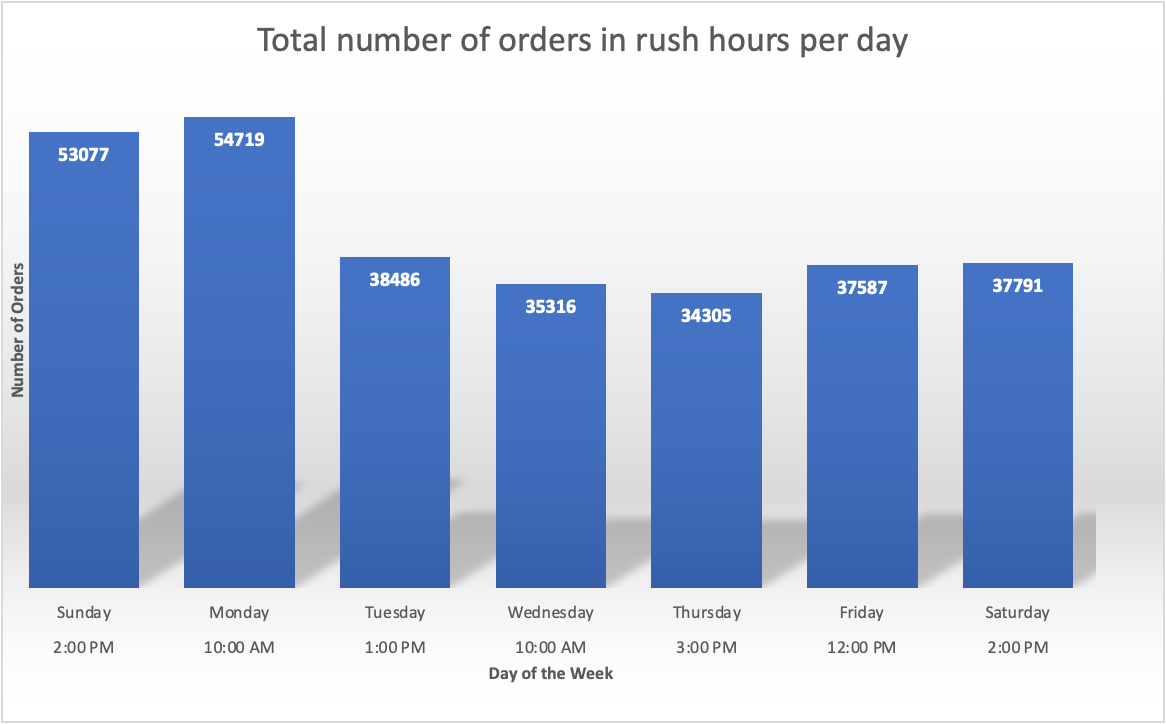 Total number of orders in rush hours per day
Number of Orders
53077
54719
38486
35316
34305
37587
37791
Sunday Monday Tuesday Wednesday Thursday Friday Saturday
2:00 PM 10:00 AM 1:00 PM 10:00 AM 3:00 PM 12:00 PM 2:00 PM
Day of the Week